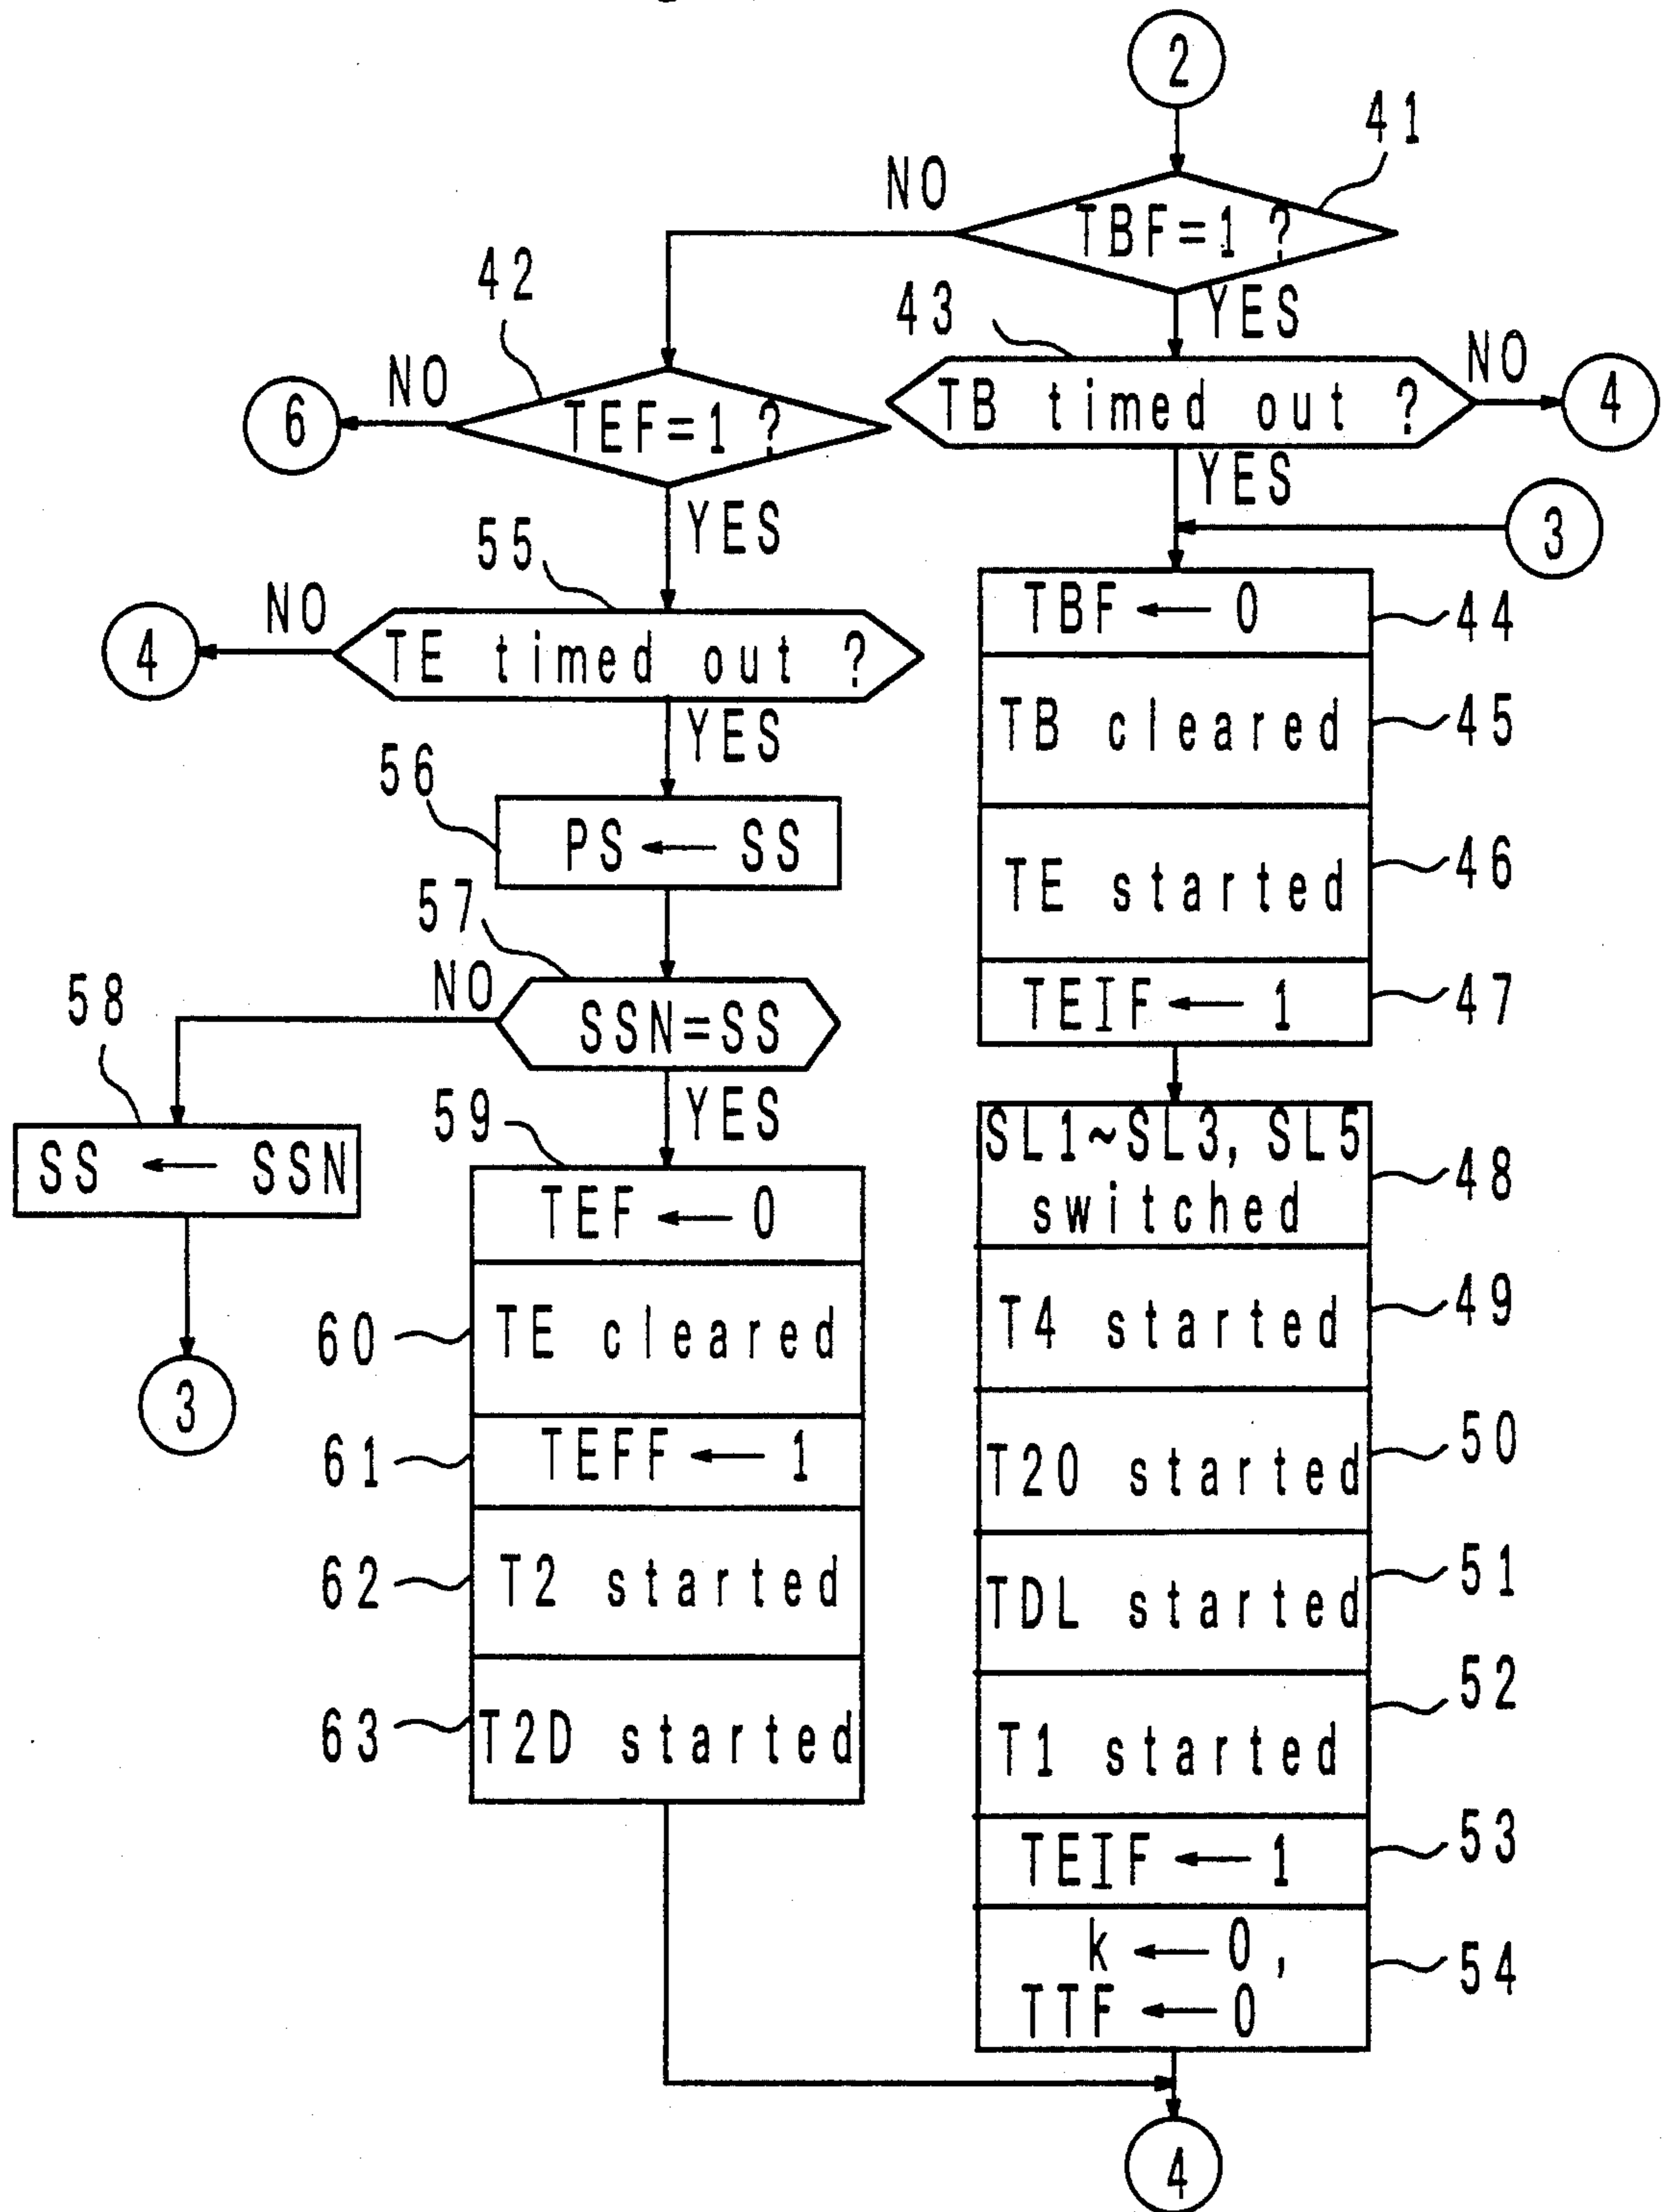 2
41
NO
TBF=1 ?
42
43
YES
NO
TB timed out ?
NO
4
6
TEF=1 ?
YES
3
YES
55
TBF ← 0
44
NO
4
TE timed out ?
TB cleared
45
YES
56
PS ← SS
TE started
46
57
58
NO
SSN=SS
TEIF ← 1
47
YES
59
SS ← SSN
SL1~SL3, SL5
switched
48
TEF ← 0
T4 started
49
60
TE cleared
3
T20 started
50
61
TEFF ← 1
62
T2 started
TDL started
51
52
63
T2D started
T1 started
TEIF ← 1
53
k ← 0,
TTF ← 0
54
4